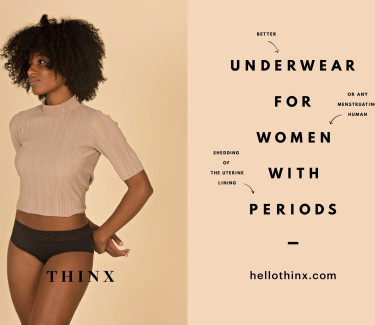 THINX
BETTER
UNDERWEAR
FOR
OR ANY
MENSTRUATING
HUMAN
WOMEN
SHEDDING
OF
THE UTERINE
LINING
WITH
PERIODS
hellothinx.com